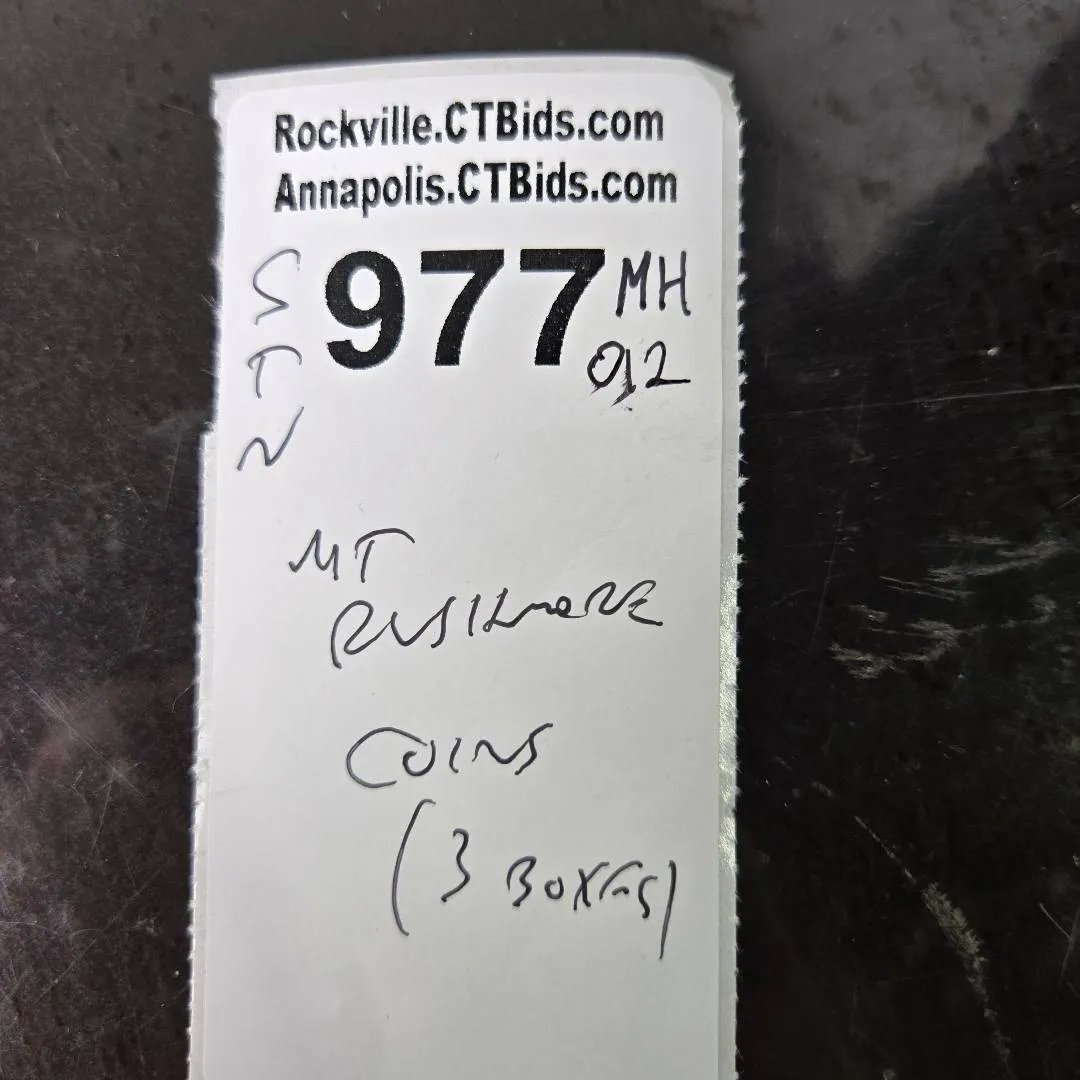 Rockville.CTBids.com
Annapolis.CTBids.com
S
T
N
977 MH
012
MT
RUSHMORE
COINS
(3 BOXES)